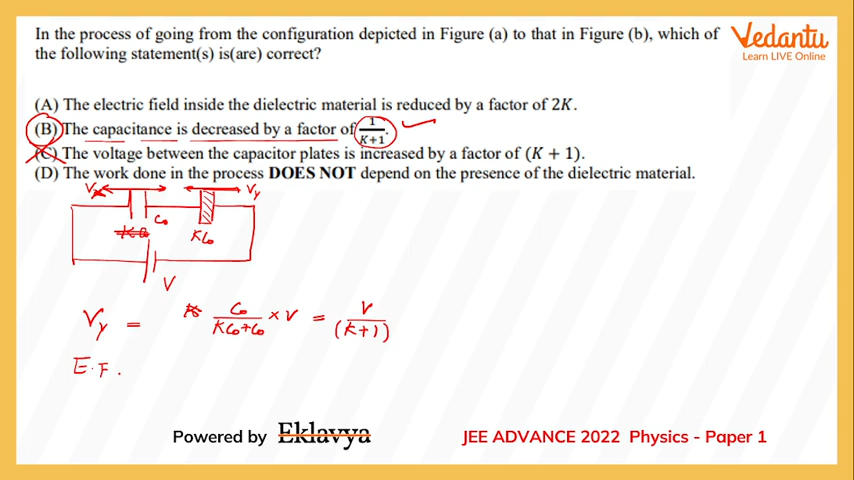 In the process of going from the configuration depicted in Figure (a) to that in Figure (b), which of
the following statement(s) is(are) correct?
Vedantu
Learn LIVE Online
(A) The electric field inside the dielectric material is reduced by a factor of 2K.
(B) The capacitance is decreased by a factor of 1/(K+1).
(C) The voltage between the capacitor plates is increased by a factor of (K + 1).
(D) The work done in the process DOES NOT depend on the presence of the dielectric material.
Vx Vy
C₀
KC₀
V
Vy = C₀/(KC₀+C₀) × V = V/(K+1)
E.F.
Powered by Eklavya JEE ADVANCE 2022 Physics - Paper 1